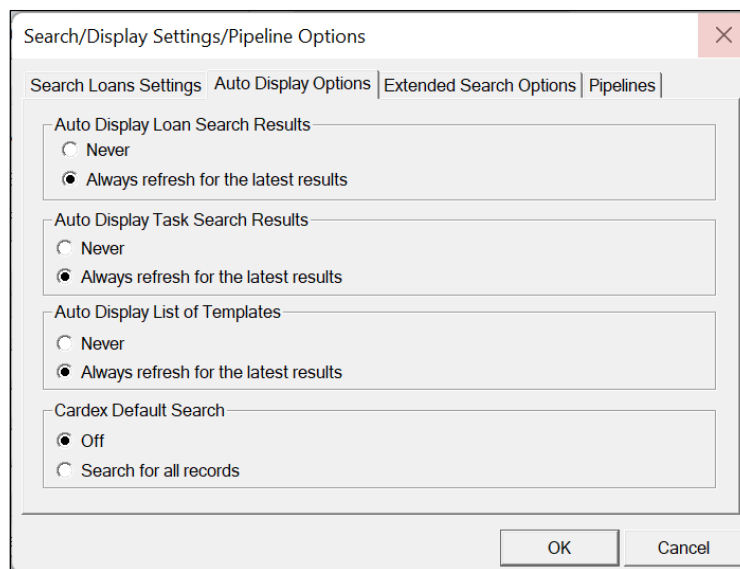 Search/Display Settings/Pipeline Options
Search Loans Settings Auto Display Options Extended Search Options Pipelines
Auto Display Loan Search Results
Never
Always refresh for the latest results
Auto Display Task Search Results
Never
Always refresh for the latest results
Auto Display List of Templates
Never
Always refresh for the latest results
Cardex Default Search
Off
Search for all records
OK Cancel